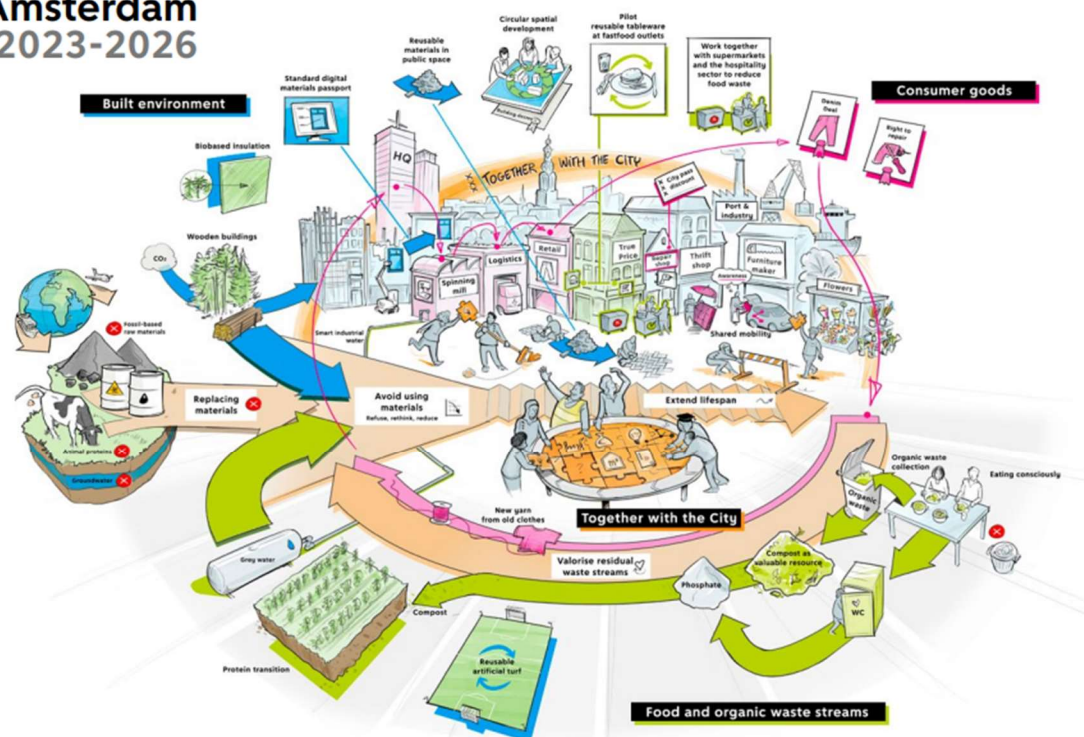 Amsterdam
2023-2026
Built environment
Standard digital
materials passport
Reusable
materials in
public space
Circular spatial
development
Pilot
reusable tableware
at fastfood outlets
Work together
with supermarkets
and the hospitality
sector to reduce
food waste
Consumer goods
Denim
Deal
Right to
repair
Biobased insulation
HQ
TOGETHER WITH THE CITY
City pass
discount
Port &
industry
Wooden buildings
CO₂
Spinning
mill
Logistics
Retail
True
Price
Repair
shop
Thrift
shop
Furniture
maker
Awareness
Flowers
Shared mobility
Smart industrial
water
Fossil-based
raw materials
Replacing
materials
Avoid using
materials
Refuse, rethink, reduce
Extend lifespan
Animal proteins
Groundwater
Organic waste
collection
Eating consciously
Organic
waste
New yarn
from old clothes
Together with the City
Valorise residual
waste streams
Compost as
valuable resource
Phosphate
WC
Grey water
Compost
Protein transition
Reusable
artificial turf
Food and organic waste streams